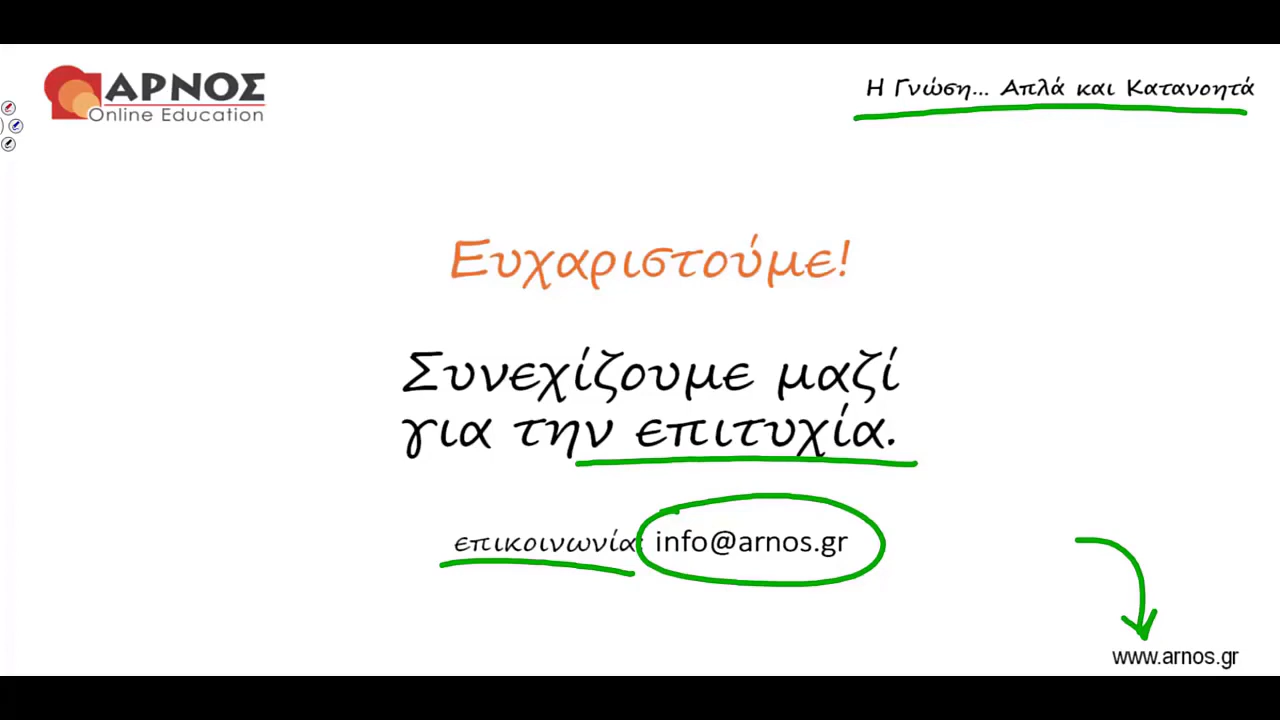 ΑΡΝΟΣ
Online Education
Η Γνώση... Απλά και Κατανοητά
Ευχαριστούμε!
Συνεχίζουμε μαζί
για την επιτυχία.
επικοινωνία: info@arnos.gr
www.arnos.gr